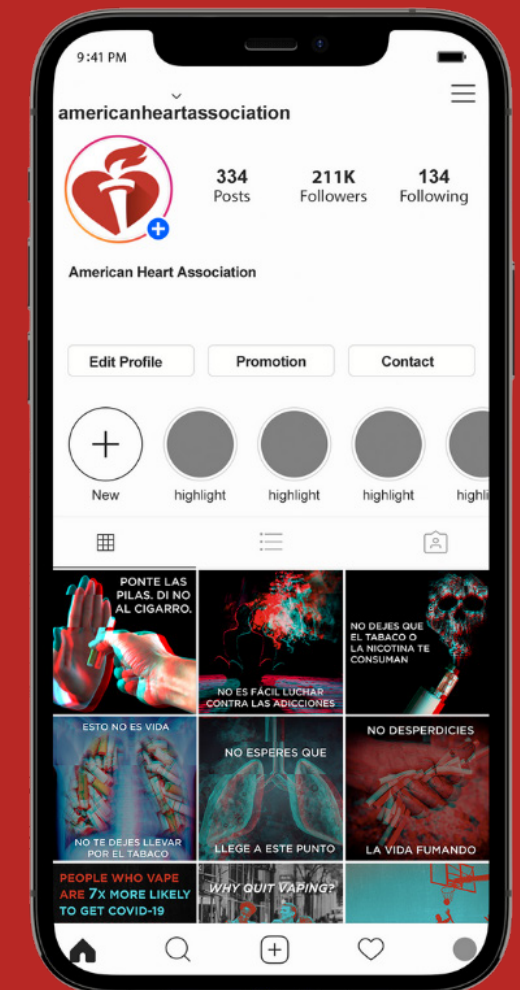 9:41 PM
americanheartassociation
334 211K 134
Posts Followers Following
American Heart Association
Edit Profile Promotion Contact
New highlight highlight highlight highli
PONTE LAS
PILAS. DI NO
AL CIGARRO.
NO ES FÁCIL LUCHAR
CONTRA LAS ADICCIONES
NO DEJES QUE
EL TABACO O
LA NICOTINA TE
CONSUMAN
ESTO NO ES VIDA
NO TE DEJES LLEVAR
POR EL TABACO
NO ESPERES QUE
LLEGE A ESTE PUNTO
NO DESPERDICIES
LA VIDA FUMANDO
PEOPLE WHO VAPE
ARE 7X MORE LIKELY
TO GET COVID-19
WHY QUIT VAPING?